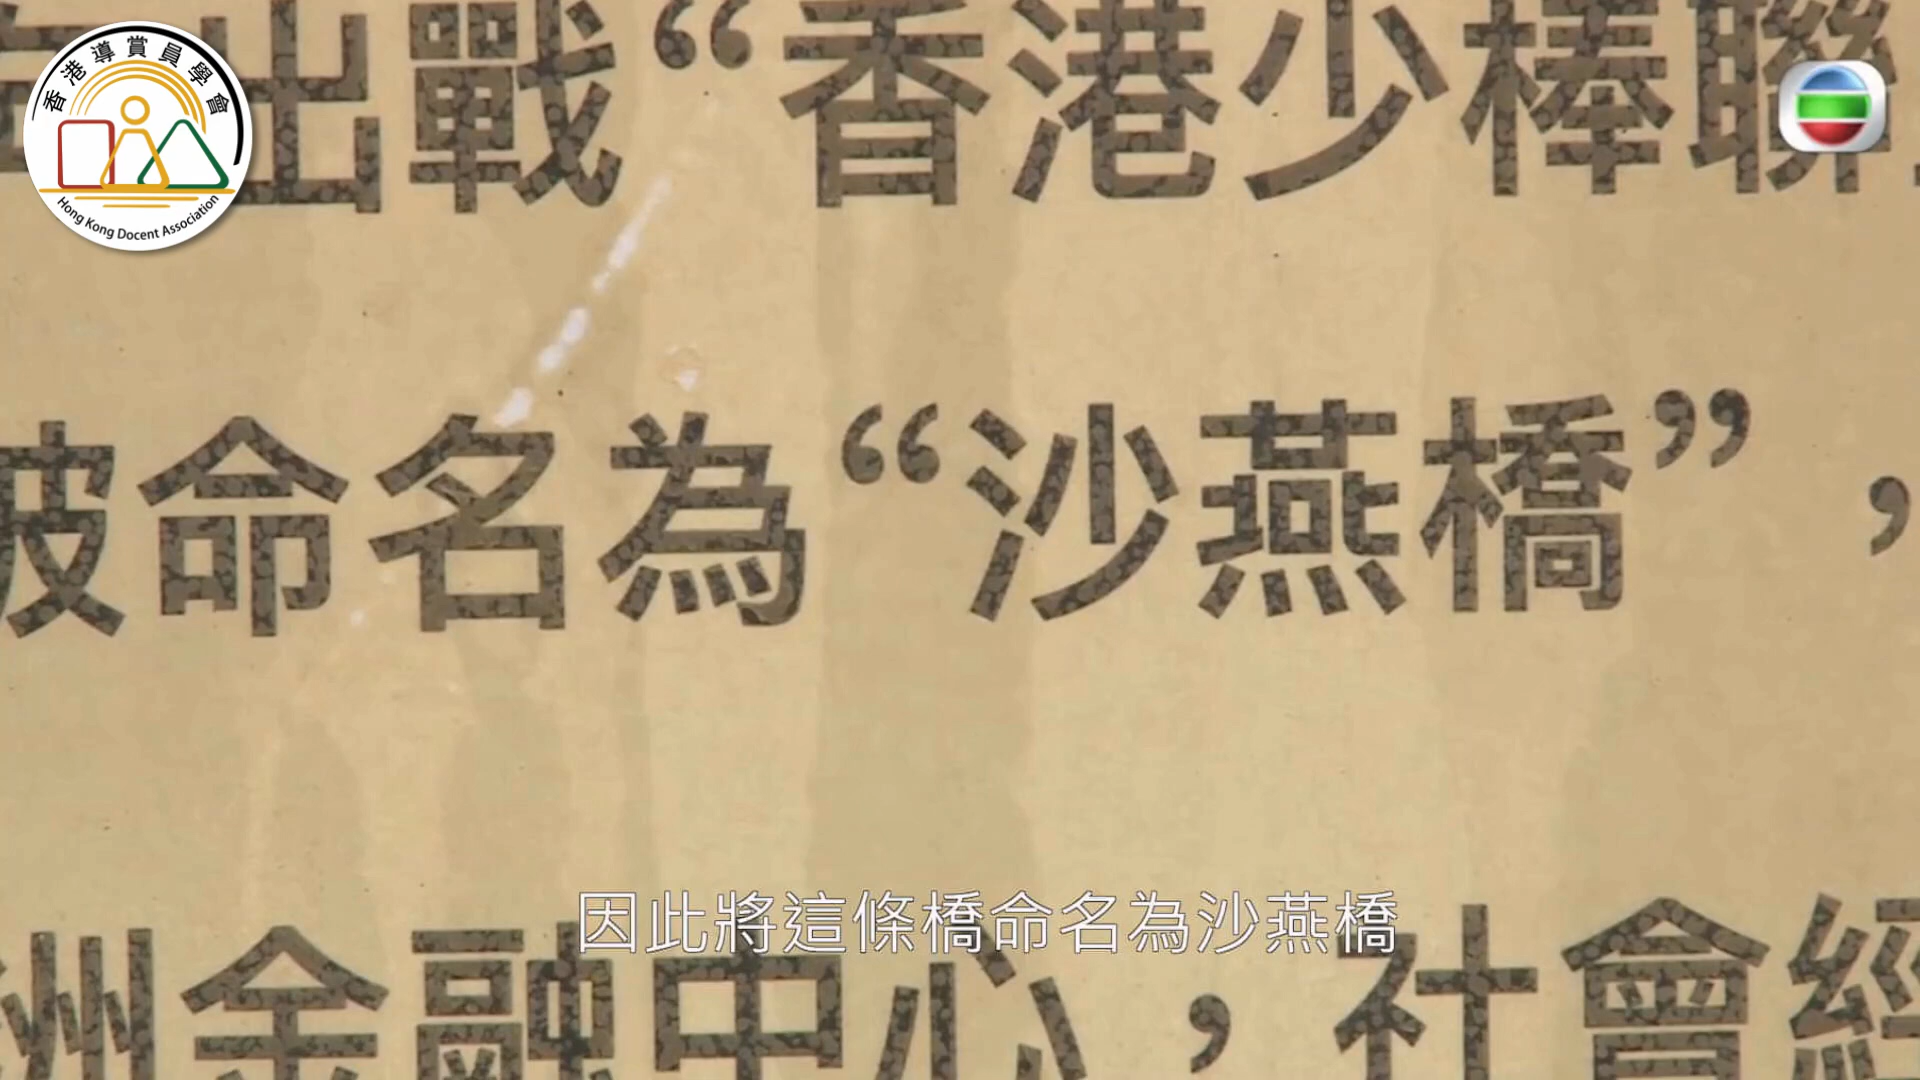 香港導賞員學會
Hong Kong Docent Association
出戰“香港少棒聯
被命名為“沙燕橋”，
因此將這條橋命名為沙燕橋
洲金融中心，社會經